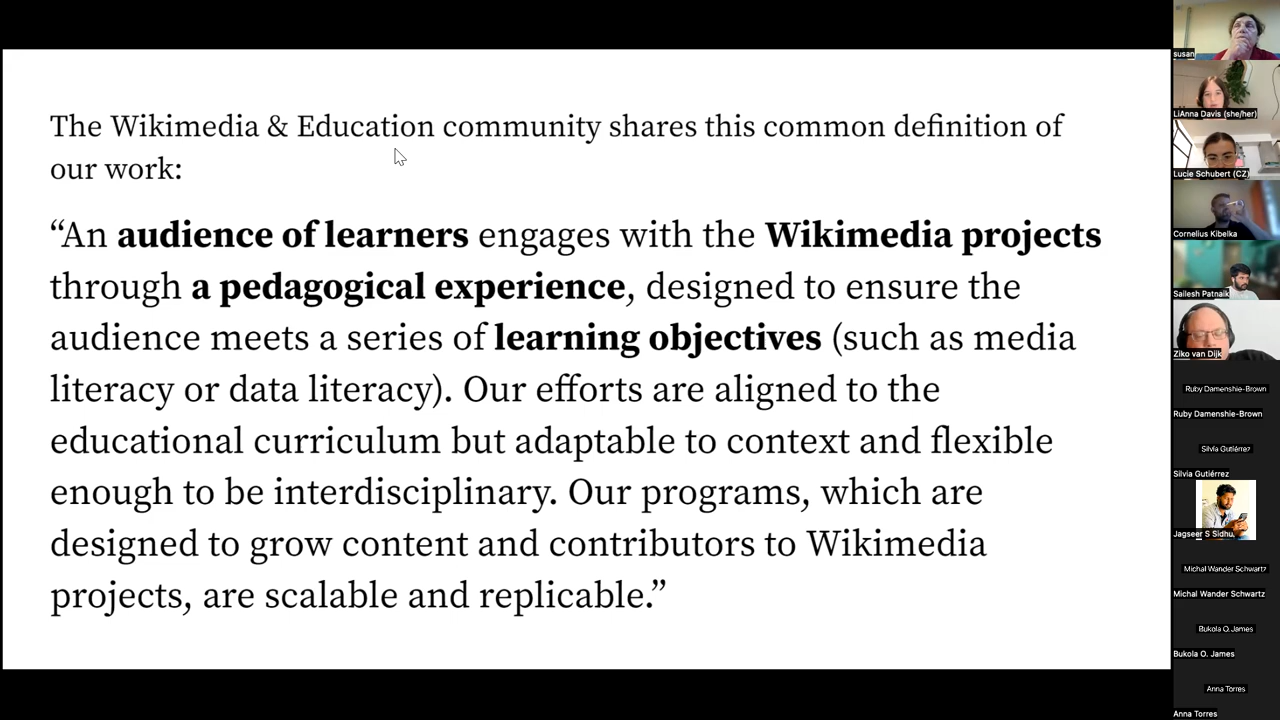 The Wikimedia & Education community shares this common definition of
our work:
“An audience of learners engages with the Wikimedia projects
through a pedagogical experience, designed to ensure the
audience meets a series of learning objectives (such as media
literacy or data literacy). Our efforts are aligned to the
educational curriculum but adaptable to context and flexible
enough to be interdisciplinary. Our programs, which are
designed to grow content and contributors to Wikimedia
projects, are scalable and replicable.”
susan
LiAnna Davis (she/her)
Lucie Schubert (CZ)
Cornelius Kibelka
Sailesh Patnaik
Ziko van Dijk
Ruby Damenshie-Brown
Ruby Damenshie-Brown
Silvia Gutiérrez
Silvia Gutiérrez
Jagseer S Sidhu
Michal Wander Schwartz
Michal Wander Schwartz
Bukola O. James
Bukola O. James
Anna Torres
Anna Torres